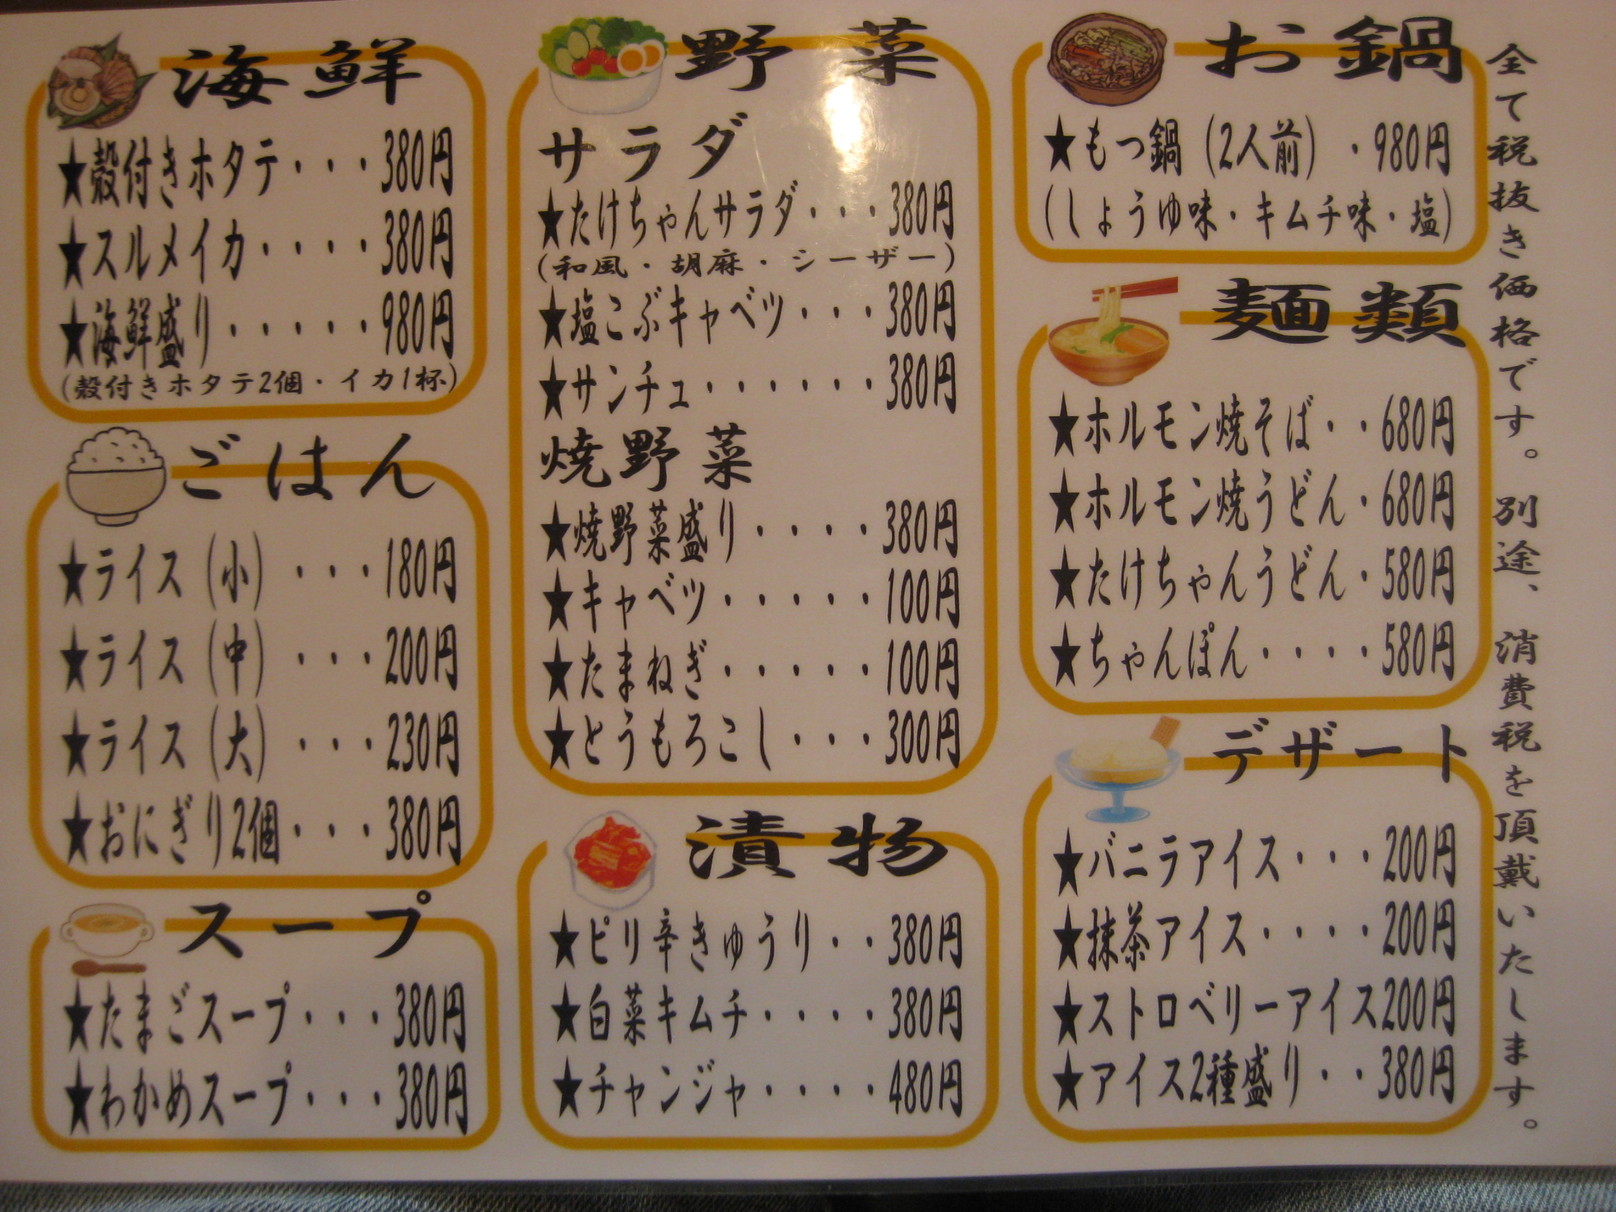 海鮮
★殻付きホタテ・・・380円
★スルメイカ・・・・380円
★海鮮盛り・・・・・980円
(殻付きホタテ2個・イカ1杯)
ごはん
★ライス(小)・・・180円
★ライス(中)・・・200円
★ライス(大)・・・230円
★おにぎり2個・・・380円
スープ
★たまごスープ・・・380円
★わかめスープ・・・380円
野菜
サラダ
★たけちゃんサラダ・・・380円
(和風・胡麻・シーザー)
★塩こぶキャベツ・・・380円
★サンチュ・・・・・・380円
焼野菜
★焼野菜盛り・・・・380円
★キャベツ・・・・・100円
★たまねぎ・・・・・100円
★とうもろこし・・・300円
漬物
★ピリ辛きゅうり・・380円
★白菜キムチ・・・・380円
★チャンジャ・・・・480円
お鍋
★もつ鍋(2人前)・980円
(しょうゆ味・キムチ味・塩)
麺類
★ホルモン焼そば・・680円
★ホルモン焼うどん・680円
★たけちゃんうどん・580円
★ちゃんぽん・・・・580円
デザート
★バニラアイス・・・200円
★抹茶アイス・・・・200円
★ストロベリーアイス200円
★アイス2種盛り・・380円
全て税抜き価格です。別途、消費税を頂戴いたします。